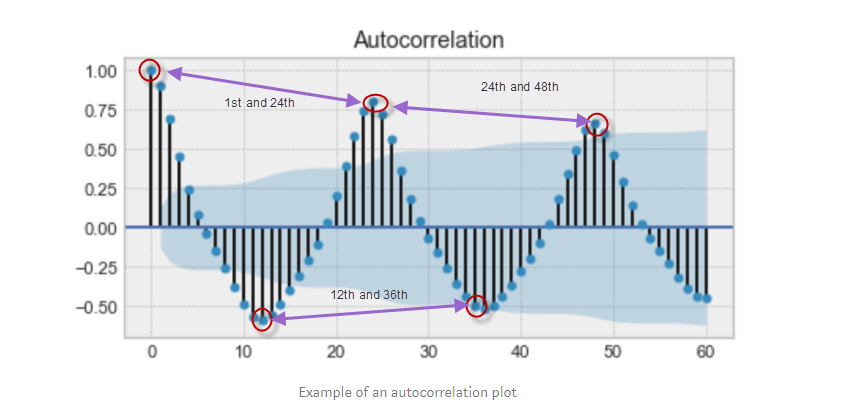 Autocorrelation
1.00
0.75
0.50
0.25
0.00
−0.25
−0.50
1st and 24th
24th and 48th
12th and 36th
0 10 20 30 40 50 60
Example of an autocorrelation plot